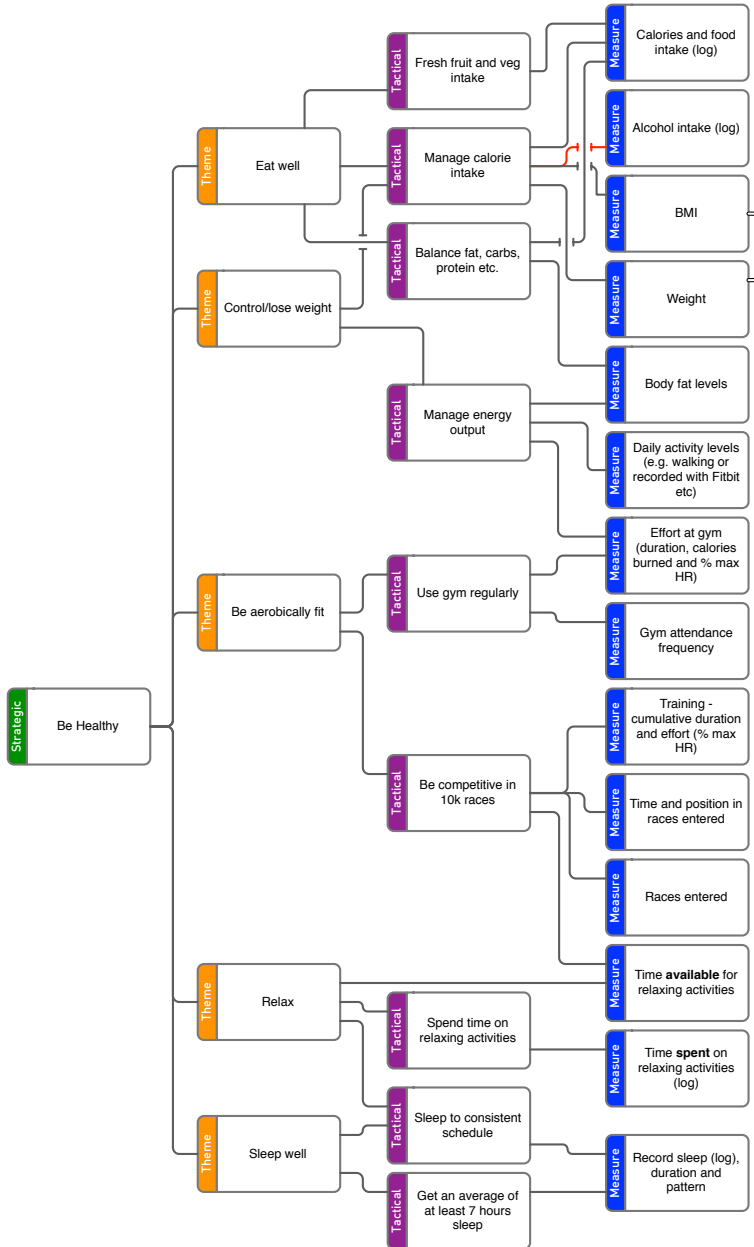 Strategic
Be Healthy
Theme
Eat well
Theme
Control/lose weight
Theme
Be aerobically fit
Theme
Relax
Theme
Sleep well
Tactical
Fresh fruit and veg
intake
Tactical
Manage calorie
intake
Tactical
Balance fat, carbs,
protein etc.
Tactical
Manage energy
output
Tactical
Use gym regularly
Tactical
Be competitive in
10k races
Tactical
Spend time on
relaxing activities
Tactical
Sleep to consistent
schedule
Tactical
Get an average of
at least 7 hours
sleep
Measure
Calories and food
intake (log)
Measure
Alcohol intake (log)
Measure
BMI
Measure
Weight
Measure
Body fat levels
Measure
Daily activity levels
(e.g. walking or
recorded with Fitbit
etc)
Measure
Effort at gym
(duration, calories
burned and % max
HR)
Measure
Gym attendance
frequency
Measure
Training -
cumulative duration
and effort (% max
HR)
Measure
Time and position in
races entered
Measure
Races entered
Measure
Time available for
relaxing activities
Measure
Time spent on
relaxing activities
(log)
Measure
Record sleep (log),
duration and
pattern